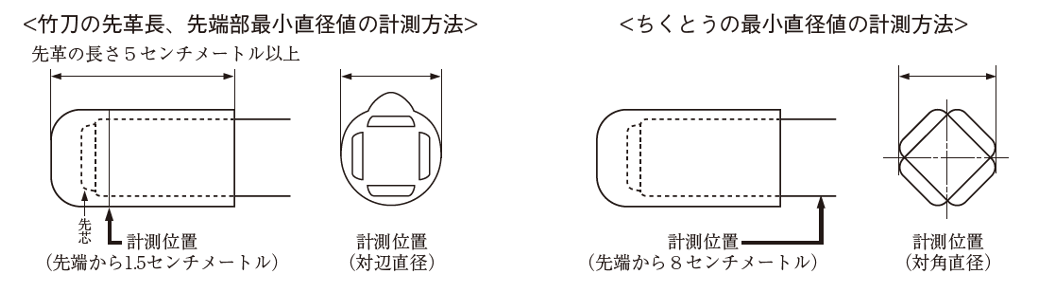 <竹刀の先革長、先端部最小直径値の計測方法>
先革の長さ5センチメートル以上
先芯
計測位置
(先端から1.5センチメートル)
計測位置
(対辺直径)
<ちくとうの最小直径値の計測方法>
計測位置
(先端から8センチメートル)
計測位置
(対角直径)